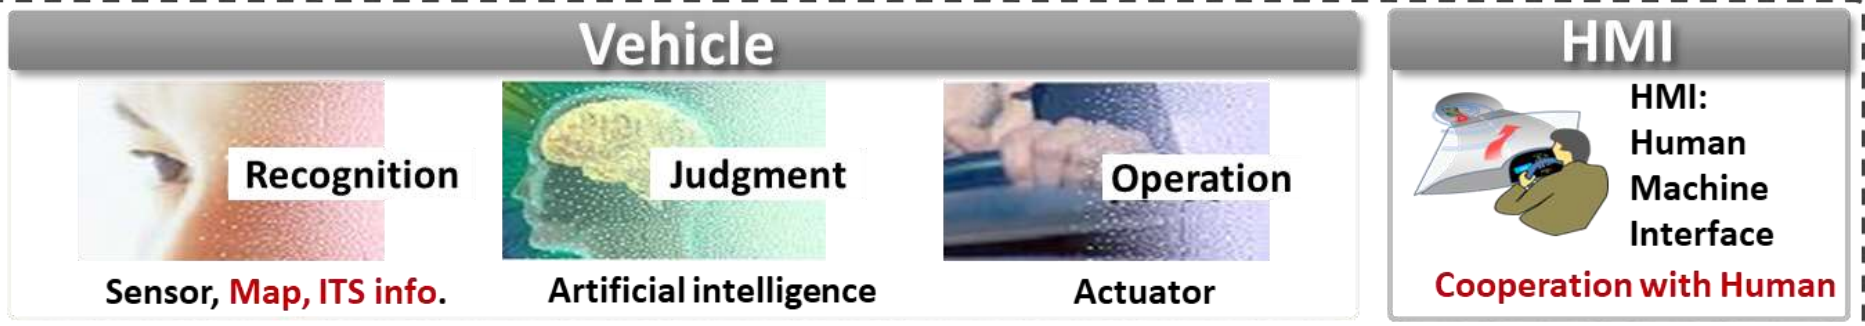 Vehicle
Recognition
Judgment
Operation
Sensor, Map, ITS info.
Artificial intelligence
Actuator
HMI
HMI:
Human
Machine
Interface
Cooperation with Human